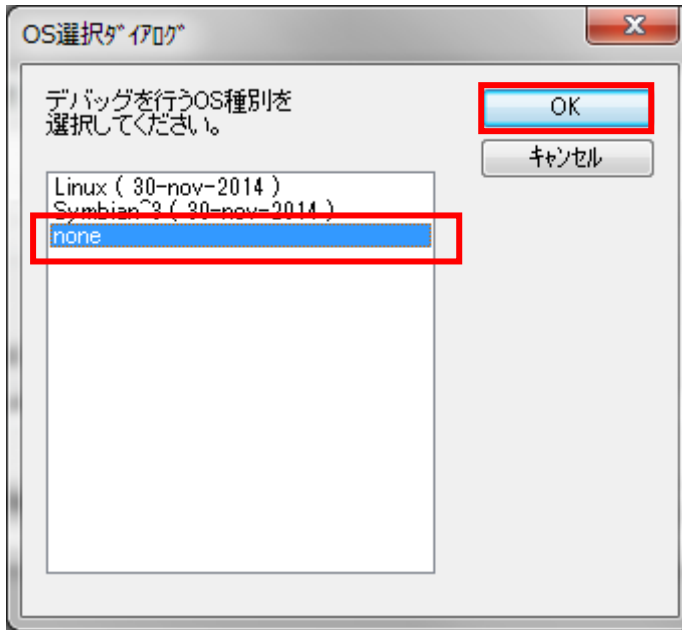 OS選択ﾀﾞｲｱﾛｸﾞ
デバッグを行うOS種別を
選択してください。
OK
キャンセル
Linux ( 30-nov-2014 )
Symbian^3 ( 30-nov-2014 )
none